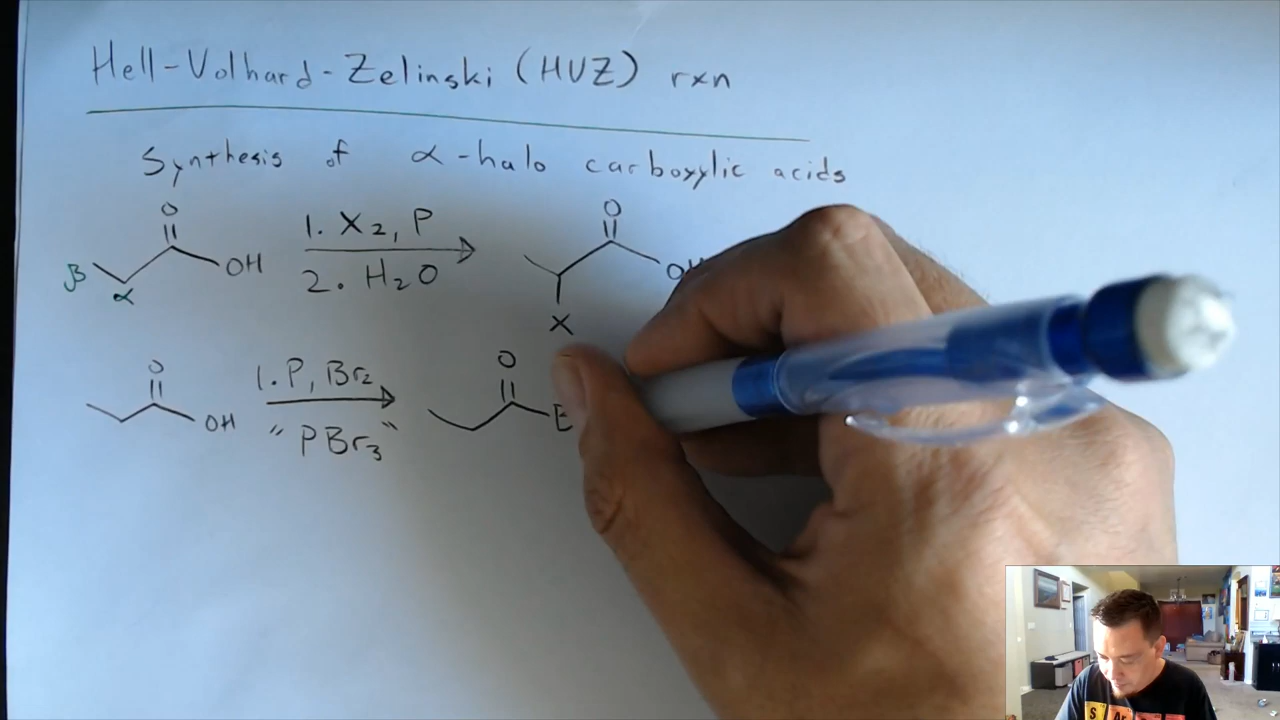 Hell-Volhard-Zelinski (HVZ) rxn
Synthesis of α-halo carboxylic acids
O 1. X2, P O
β α OH 2. H2O OH
X
O 1. P, Br2 O
OH "PBr3"